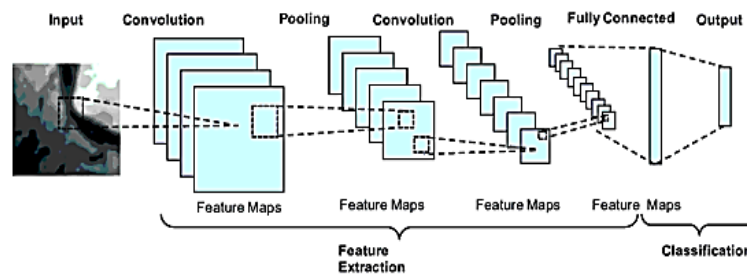 Input Convolution Pooling Convolution Pooling Fully Connected Output
Feature Maps Feature Maps Feature Maps Feature Maps
Feature Extraction
Classification